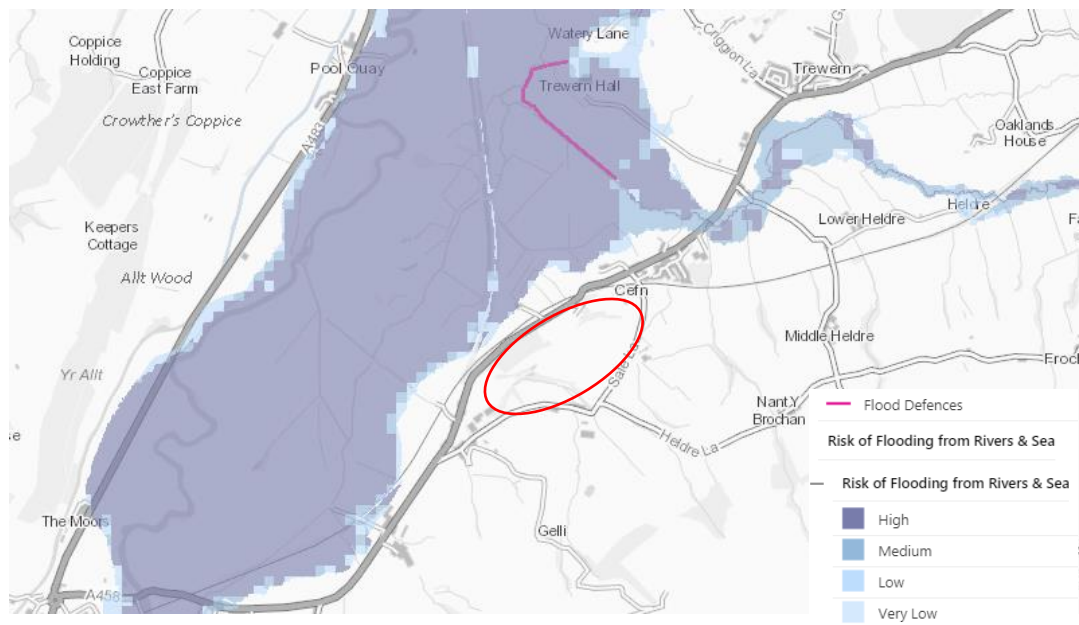 Coppice
Holding
Coppice
East Farm
Crowther's Coppice
Pool Quay
A483
Watery Lane
Trewern Hall
Criggion La
Trewern
Oaklands
House
Keepers
Cottage
Allt Wood
Lower Heldre
Heldre
Cefn
Middle Heldre
Sale La
Yr Allt
Nant Y
Brochan
Heldre La
The Moors
Gelli
A458
Flood Defences
Risk of Flooding from Rivers & Sea
Risk of Flooding from Rivers & Sea
High
Medium
Low
Very Low